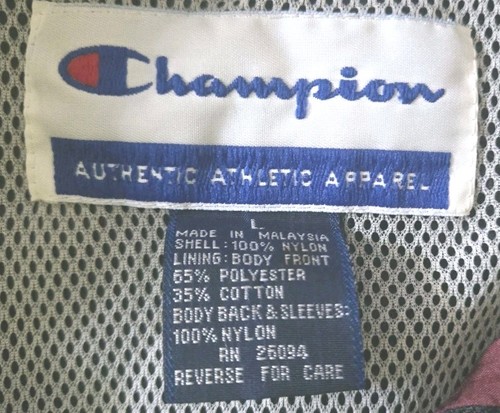 Champion
AUTHENTIC ATHLETIC APPAREL
L
MADE IN MALAYSIA
SHELL: 100% NYLON
LINING: BODY FRONT
65% POLYESTER
35% COTTON
BODY BACK & SLEEVES:
100% NYLON
RN 26094
REVERSE FOR CARE